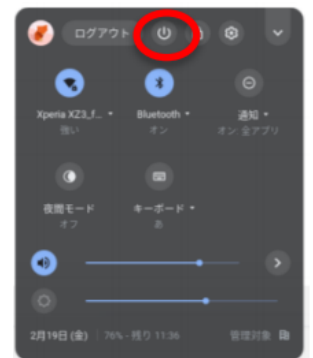 ログアウト
Xperia XZ3_f...
強い
Bluetooth
オン
通知
オン 全アプリ
夜間モード
オフ
キーボード
あ
2月19日 (金) | 76% - 残り 11:36
管理対象